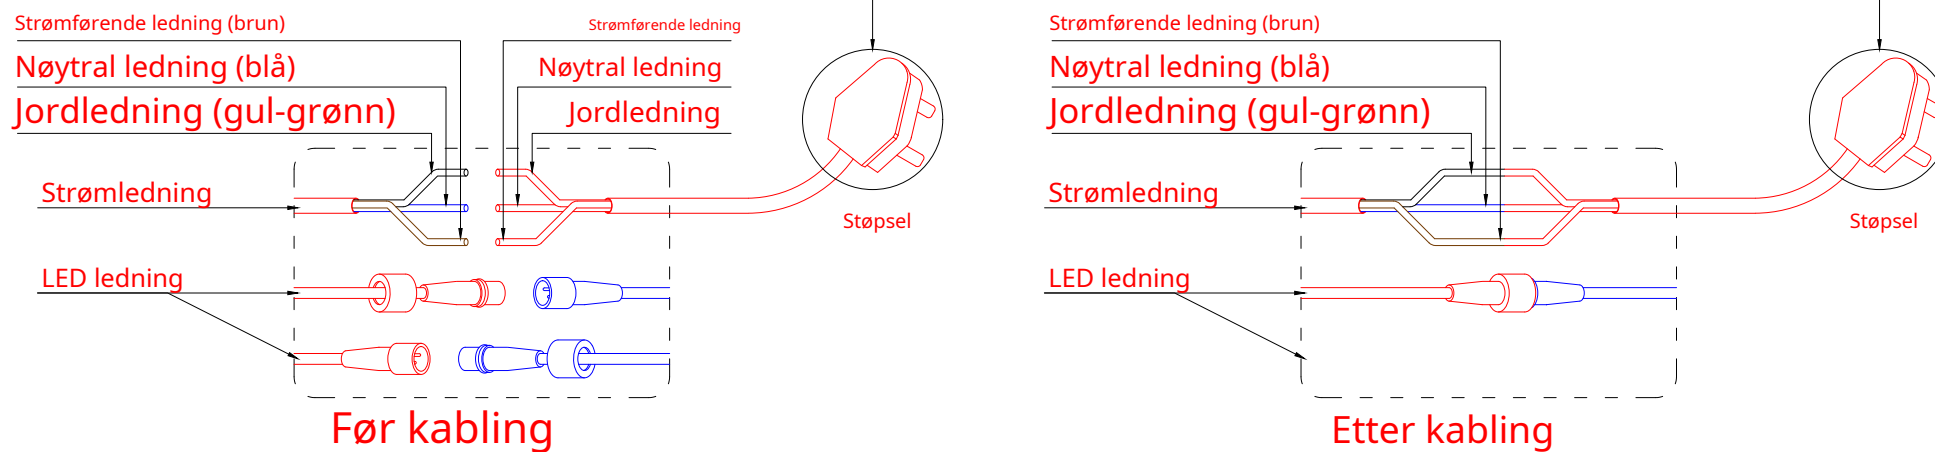 Strømførende ledning (brun)
Nøytral ledning (blå)
Jordledning (gul-grønn)
Strømledning
LED ledning
Strømførende ledning
Nøytral ledning
Jordledning
Støpsel
Før kabling
Strømførende ledning (brun)
Nøytral ledning (blå)
Jordledning (gul-grønn)
Strømledning
LED ledning
Støpsel
Etter kabling